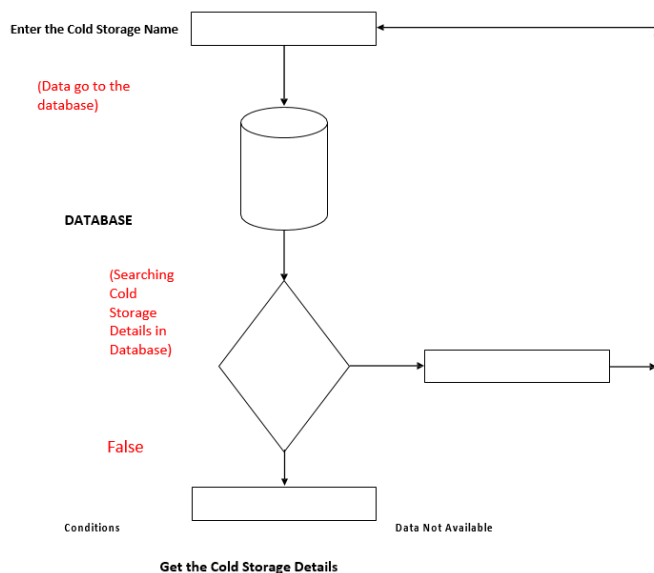 Enter the Cold Storage Name
(Data go to the
database)
DATABASE
(Searching
Cold
Storage
Details in
Database)
False
Conditions
Data Not Available
Get the Cold Storage Details